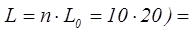 L = n · L₀ = 10 · 20) =